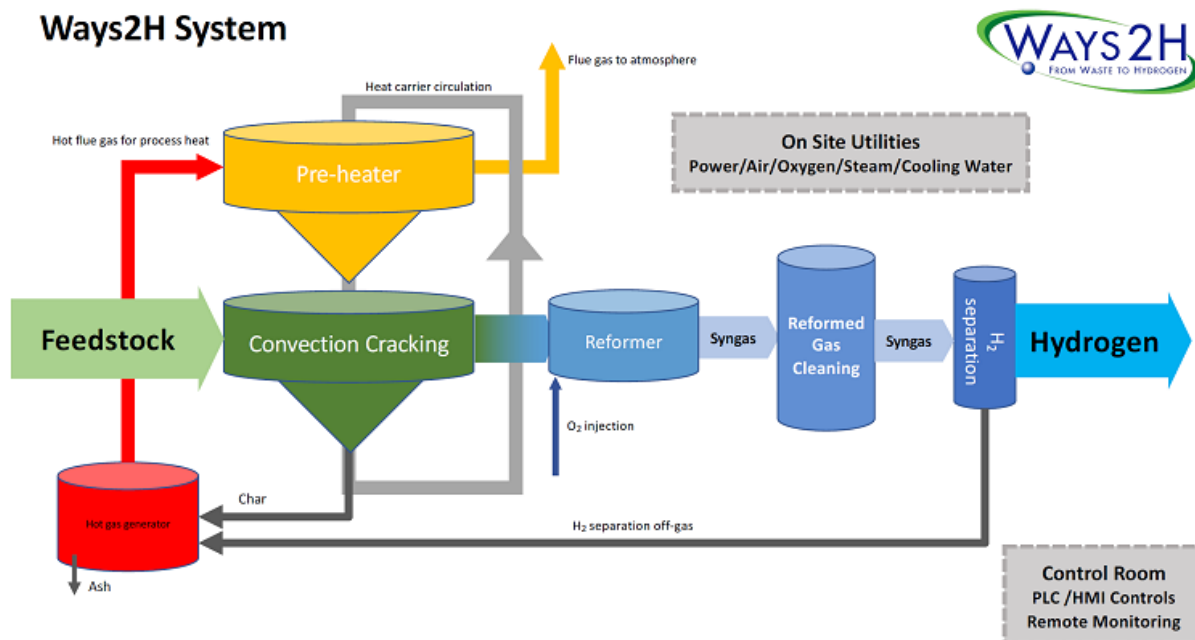 Ways2H System
WAYS2H
FROM WASTE TO HYDROGEN
Flue gas to atmosphere
Heat carrier circulation
Hot flue gas for process heat
Pre-heater
On Site Utilities
Power/Air/Oxygen/Steam/Cooling Water
Feedstock
Convection Cracking
Reformer
Syngas
Reformed
Gas
Cleaning
Syngas
H₂
separation
Hydrogen
O₂ injection
Char
Hot gas generator
H₂ separation off-gas
Ash
Control Room
PLC /HMI Controls
Remote Monitoring